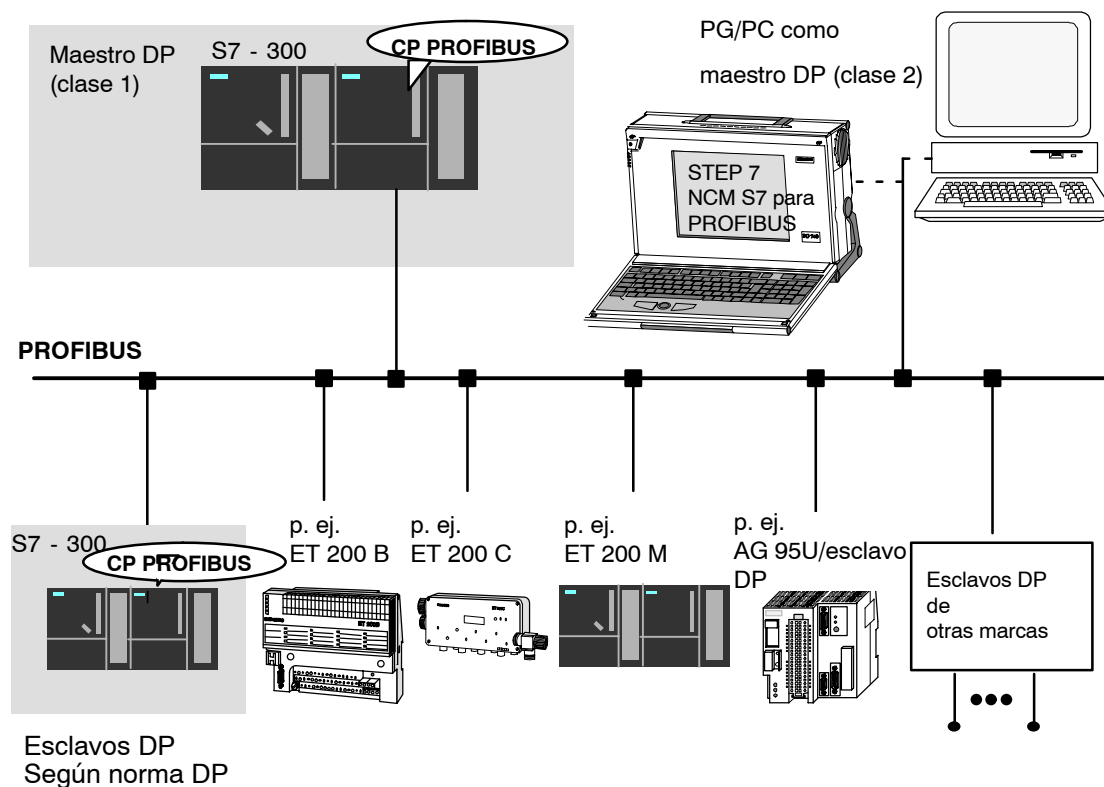 Maestro DP
(clase 1)
S7 - 300
CP PROFIBUS
PG/PC como
maestro DP (clase 2)
STEP 7
NCM S7 para
PROFIBUS
PROFIBUS
S7 - 300
CP PROFIBUS
p. ej.
ET 200 B
p. ej.
ET 200 C
p. ej.
ET 200 M
p. ej.
AG 95U/esclavo
DP
Esclavos DP
de
otras marcas
Esclavos DP
Según norma DP